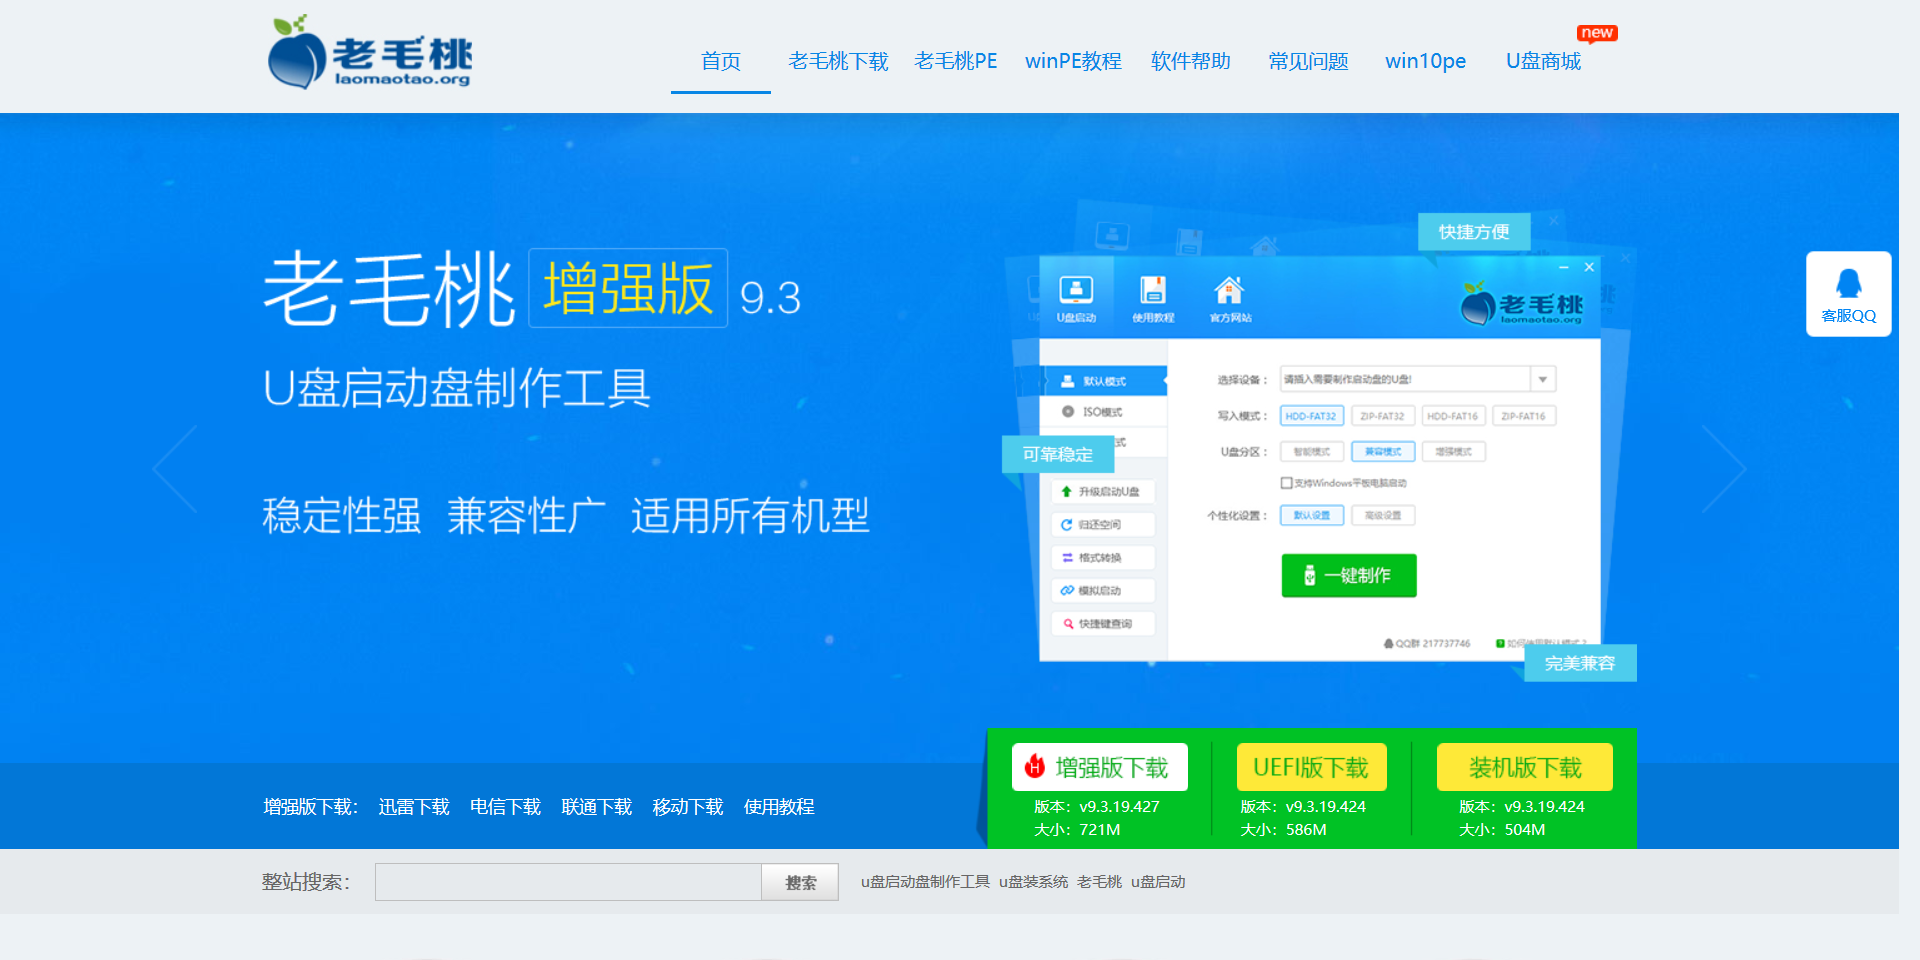 老毛桃
laomaotao.org
首页 老毛桃下载 老毛桃PE winPE教程 软件帮助 常见问题 win10pe U盘商城 new
老毛桃 增强版 9.3
U盘启动盘制作工具
稳定性强 兼容性广 适用所有机型
快捷方便
U盘启动 使用教程 官方网站
老毛桃
laomaotao.org
默认模式
ISO模式
式
可靠稳定
升级启动U盘
归还空间
格式转换
模拟启动
快捷键查询
选择设备： 请插入需要制作启动盘的U盘!
写入模式： HDD-FAT32 ZIP-FAT32 HDD-FAT16 ZIP-FAT16
U盘分区： 智能模式 兼容模式 增强模式
支持Windows平板电脑启动
个性化设置： 默认设置 高级设置
一键制作
QQ群 217737746 如何使用默认模式？
完美兼容
客服QQ
增强版下载： 迅雷下载 电信下载 联通下载 移动下载 使用教程
H 增强版下载
版本：v9.3.19.427
大小：721M
UEFI版下载
版本：v9.3.19.424
大小：586M
装机版下载
版本：v9.3.19.424
大小：504M
整站搜索： 搜索 u盘启动盘制作工具 u盘装系统 老毛桃 u盘启动